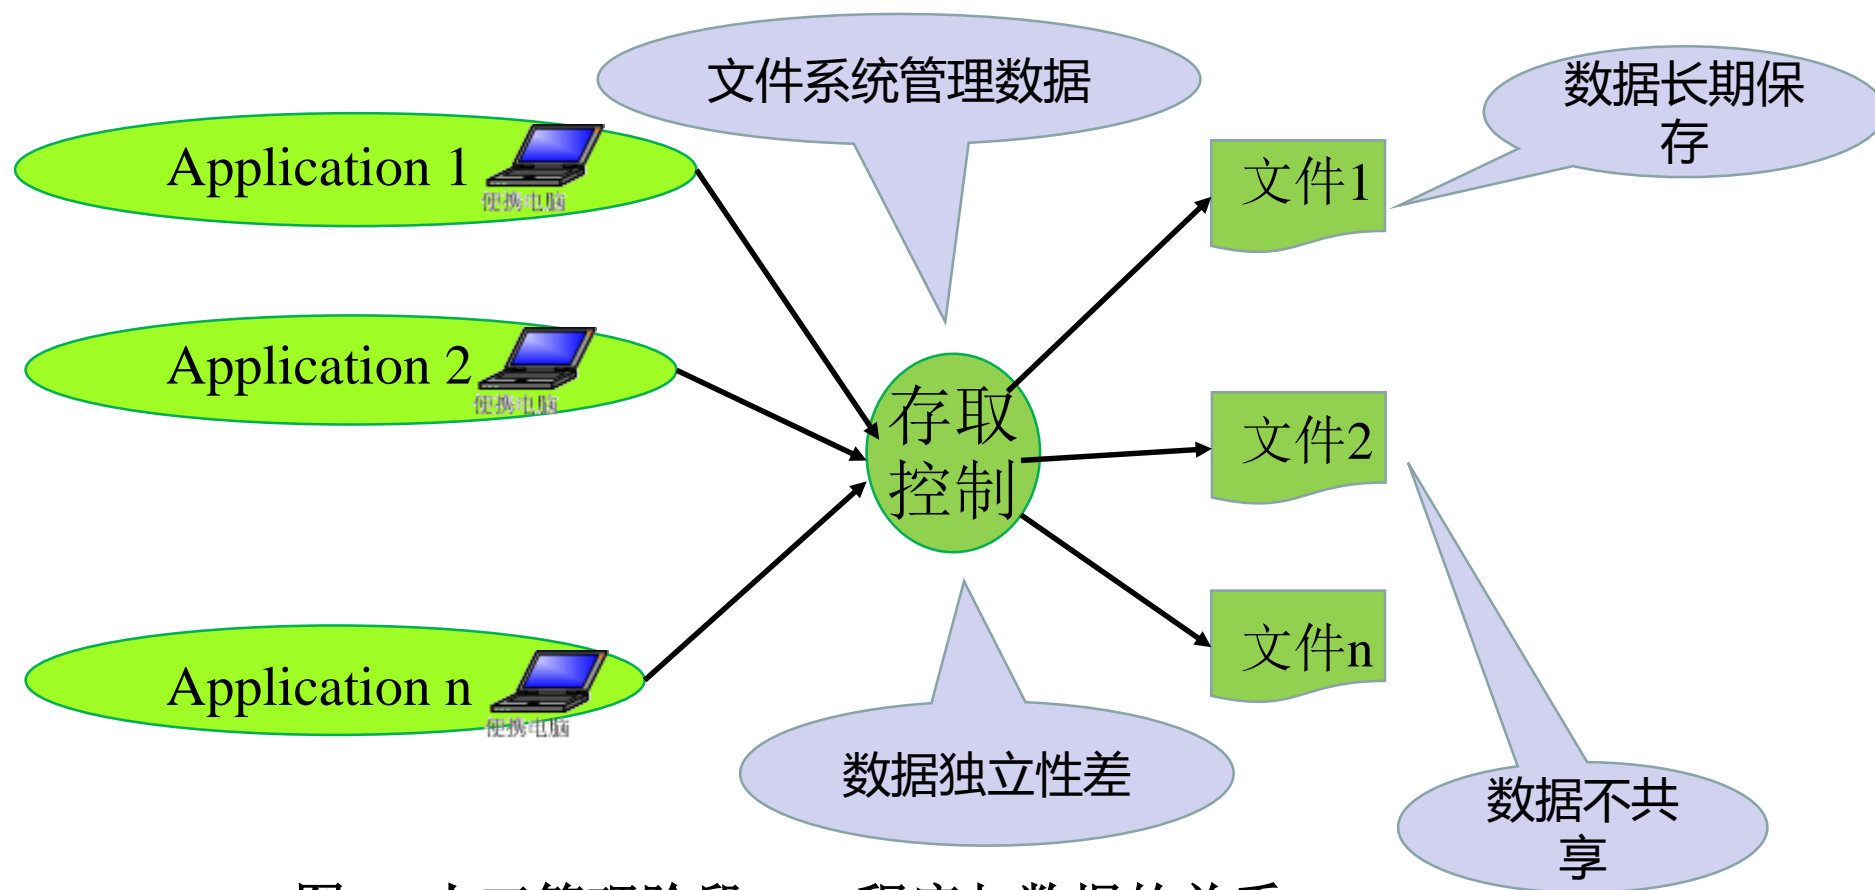 文件系统管理数据
数据长期保
存
Application 1
便携电脑
文件1
Application 2
便携电脑
存取
控制
文件2
Application n
便携电脑
文件n
数据独立性差
数据不共
享